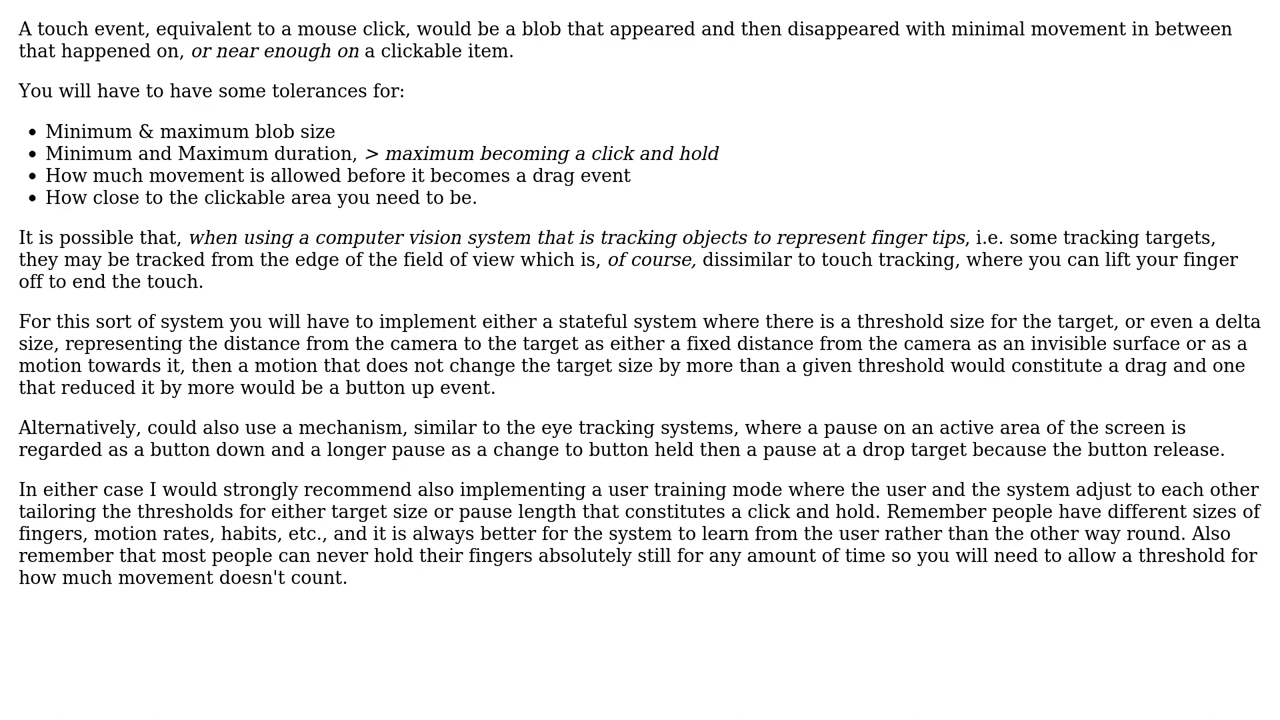 A touch event, equivalent to a mouse click, would be a blob that appeared and then disappeared with minimal movement in between
that happened on, or near enough on a clickable item.
You will have to have some tolerances for:
• Minimum & maximum blob size
• Minimum and Maximum duration, > maximum becoming a click and hold
• How much movement is allowed before it becomes a drag event
• How close to the clickable area you need to be.
It is possible that, when using a computer vision system that is tracking objects to represent finger tips, i.e. some tracking targets,
they may be tracked from the edge of the field of view which is, of course, dissimilar to touch tracking, where you can lift your finger
off to end the touch.
For this sort of system you will have to implement either a stateful system where there is a threshold size for the target, or even a delta
size, representing the distance from the camera to the target as either a fixed distance from the camera as an invisible surface or as a
motion towards it, then a motion that does not change the target size by more than a given threshold would constitute a drag and one
that reduced it by more would be a button up event.
Alternatively, could also use a mechanism, similar to the eye tracking systems, where a pause on an active area of the screen is
regarded as a button down and a longer pause as a change to button held then a pause at a drop target because the button release.
In either case I would strongly recommend also implementing a user training mode where the user and the system adjust to each other
tailoring the thresholds for either target size or pause length that constitutes a click and hold. Remember people have different sizes of
fingers, motion rates, habits, etc., and it is always better for the system to learn from the user rather than the other way round. Also
remember that most people can never hold their fingers absolutely still for any amount of time so you will need to allow a threshold for
how much movement doesn't count.